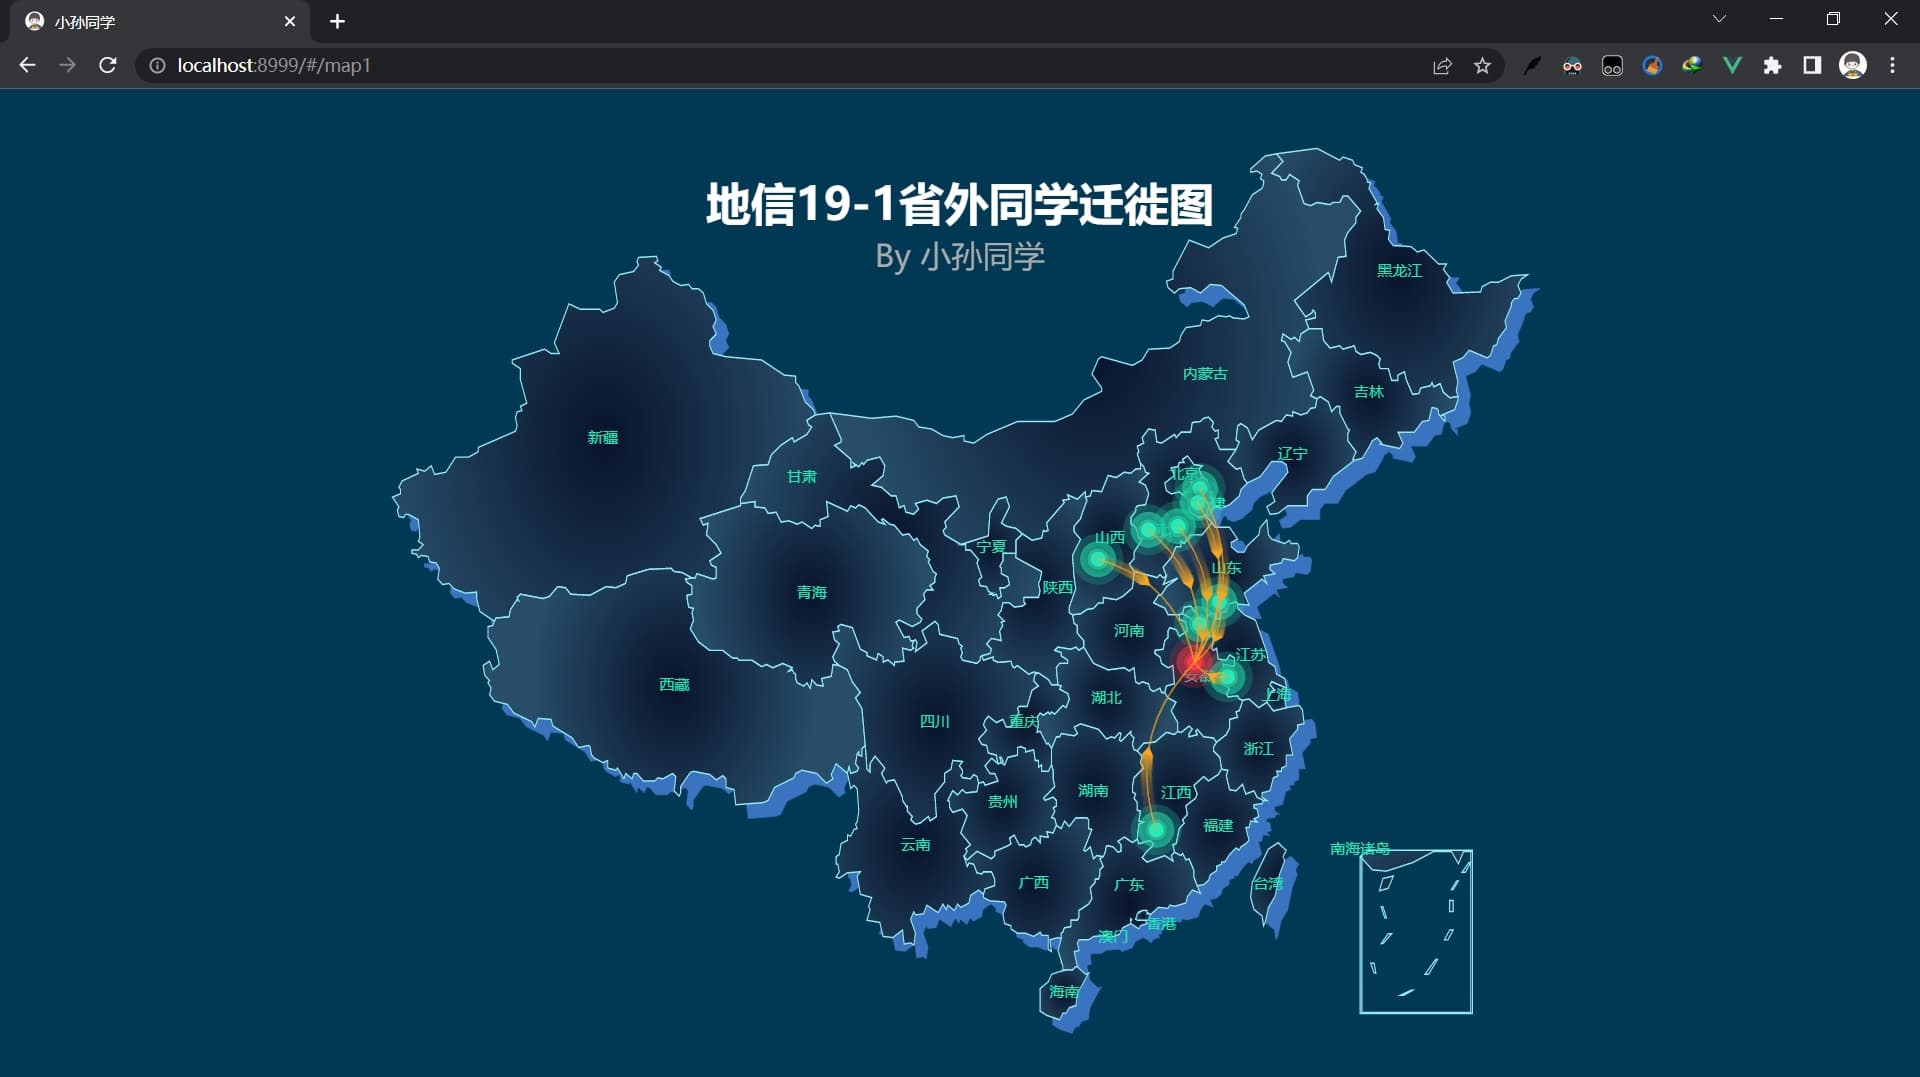 小孙同学
localhost:8999/#/map1
地信19-1省外同学迁徙图
By 小孙同学
黑龙江
内蒙古
吉林
新疆
辽宁
北京
甘肃
津
山西
宁夏
山东
陕西
青海
河南
江苏
西藏
上海
湖北
四川
重庆
浙江
湖南
江西
贵州
福建
云南
南海诸岛
广西
广东
台湾
香港
澳门
海南